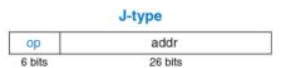 J-type
op addr
6 bits 26 bits